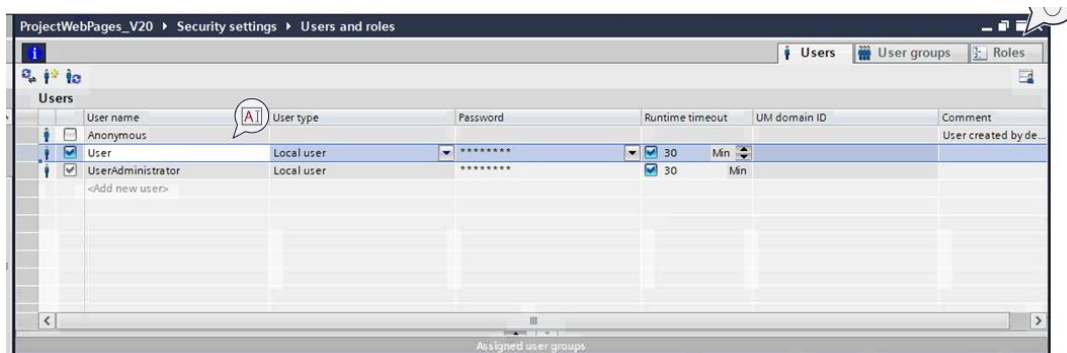 ProjectWebPages_V20 ▸ Security settings ▸ Users and roles
i Users User groups Roles
Users
User name AI User type Password Runtime timeout UM domain ID Comment
Anonymous User created by de...
User Local user ******** 30 Min
UserAdministrator Local user ******** 30 Min
<Add new user>
Assigned user groups